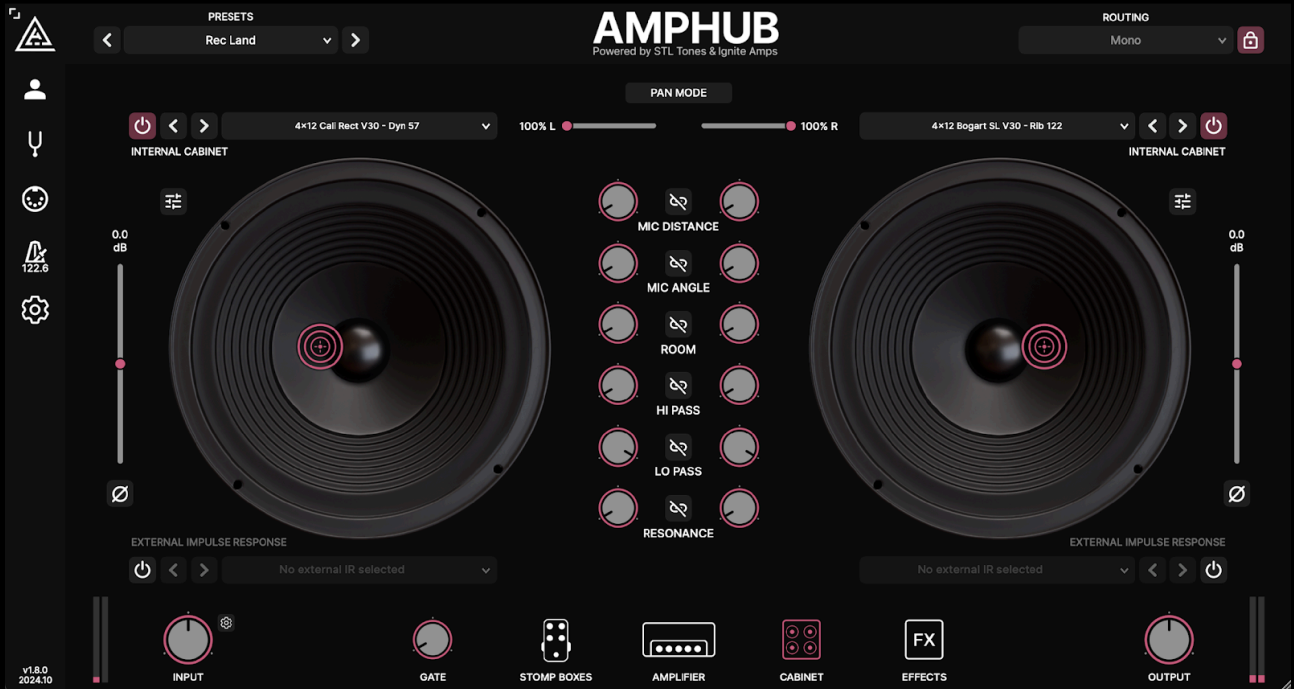 PRESETS
Rec Land
AMPHUB
Powered by STL Tones & Ignite Amps
ROUTING
Mono
PAN MODE
4x12 Cali Rect V30 - Dyn 57
100% L
100% R
4x12 Bogart SL V30 - Rib 122
INTERNAL CABINET
INTERNAL CABINET
0.0
dB
0.0
dB
122.6
MIC DISTANCE
MIC ANGLE
ROOM
HI PASS
LO PASS
RESONANCE
EXTERNAL IMPULSE RESPONSE
EXTERNAL IMPULSE RESPONSE
No external IR selected
No external IR selected
FX
v1.8.0
2024.10
INPUT
GATE
STOMP BOXES
AMPLIFIER
CABINET
EFFECTS
OUTPUT